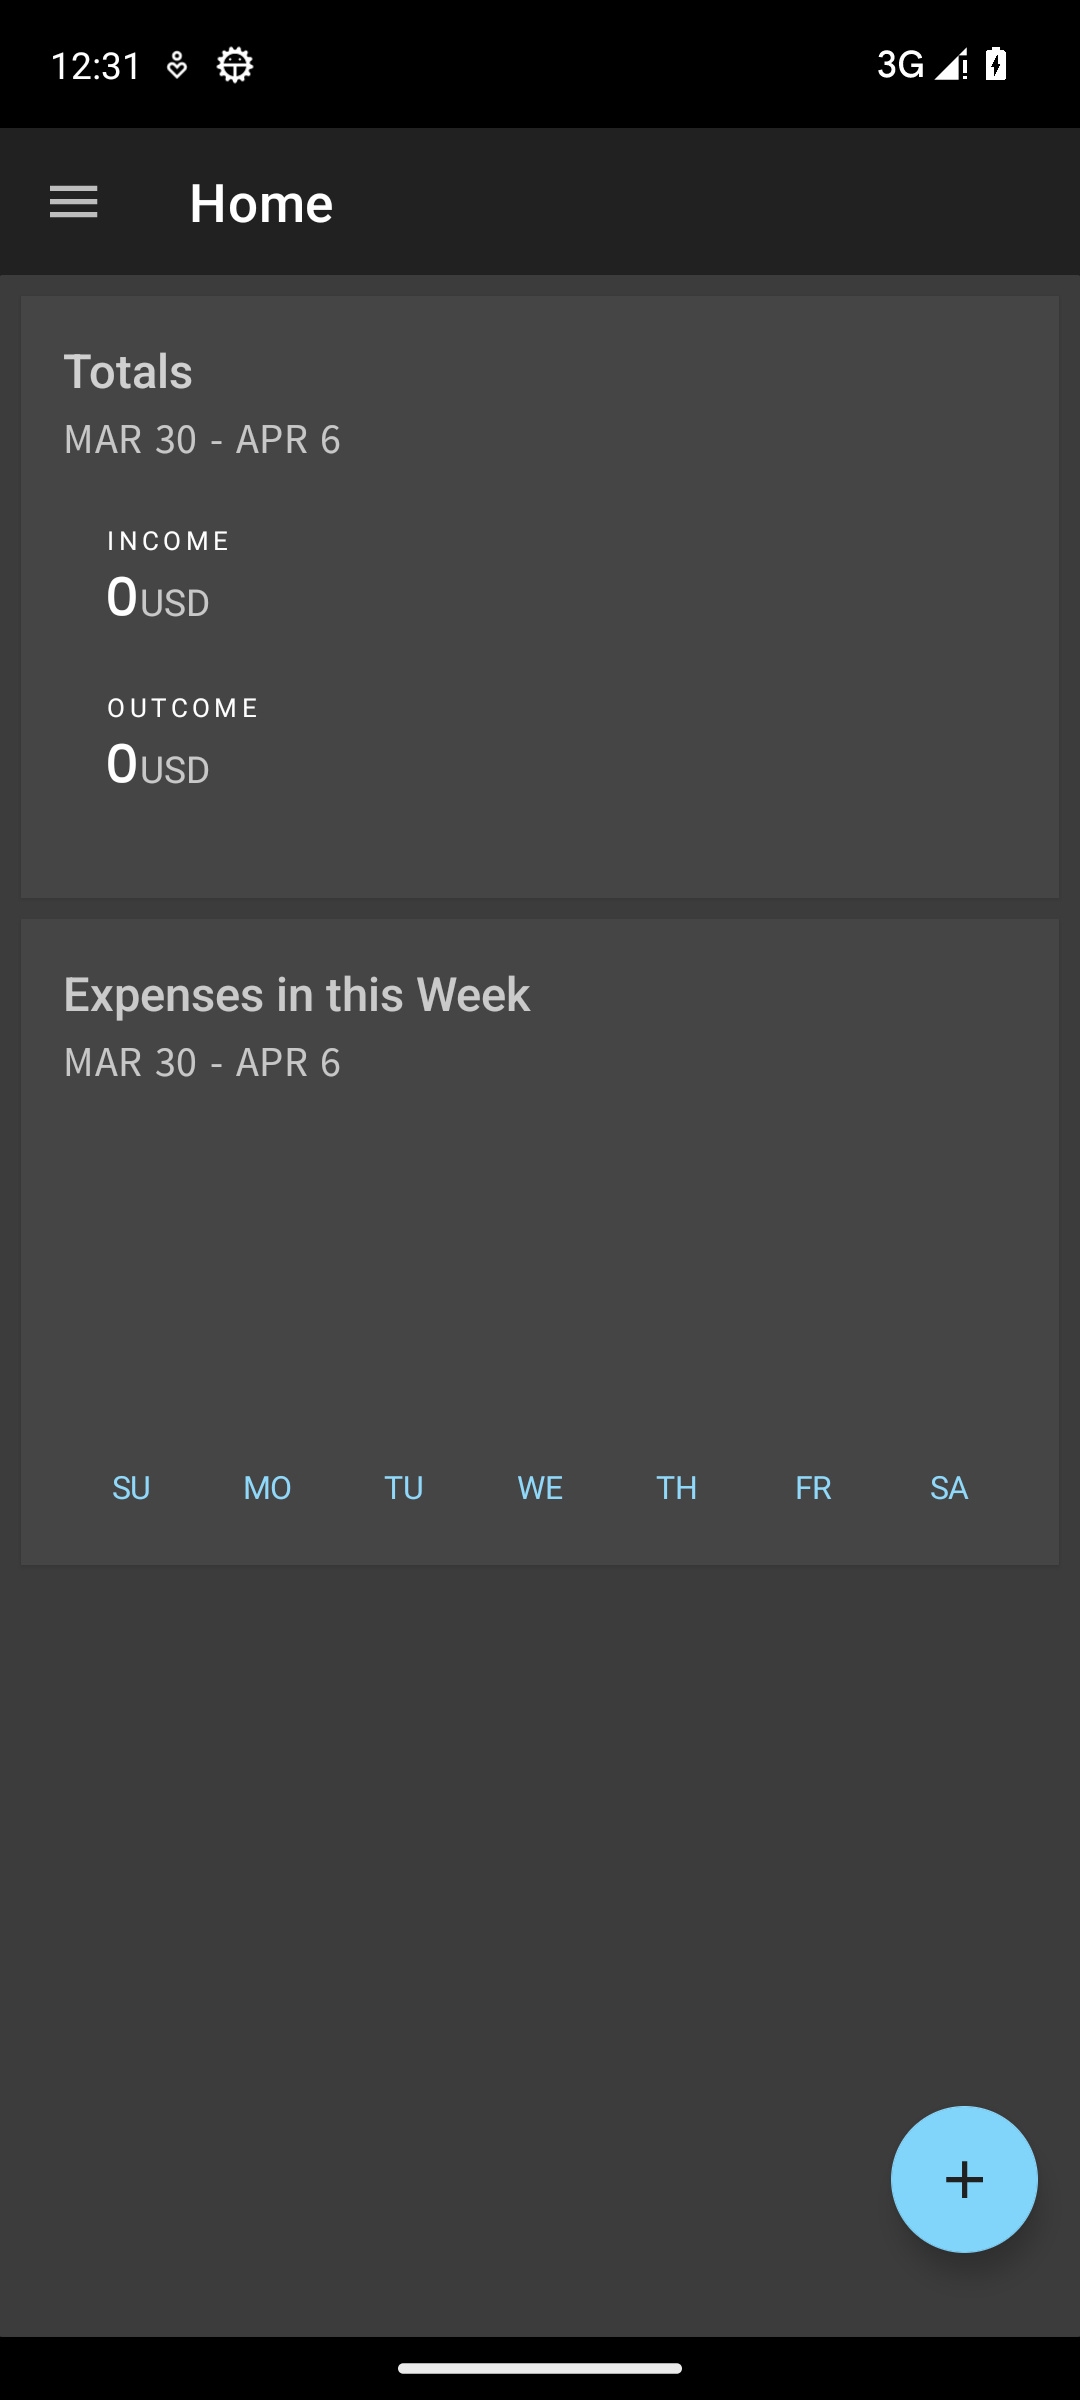 12:31
3G
Home
Totals
MAR 30 - APR 6
INCOME
0USD
OUTCOME
0USD
Expenses in this Week
MAR 30 - APR 6
SU MO TU WE TH FR SA